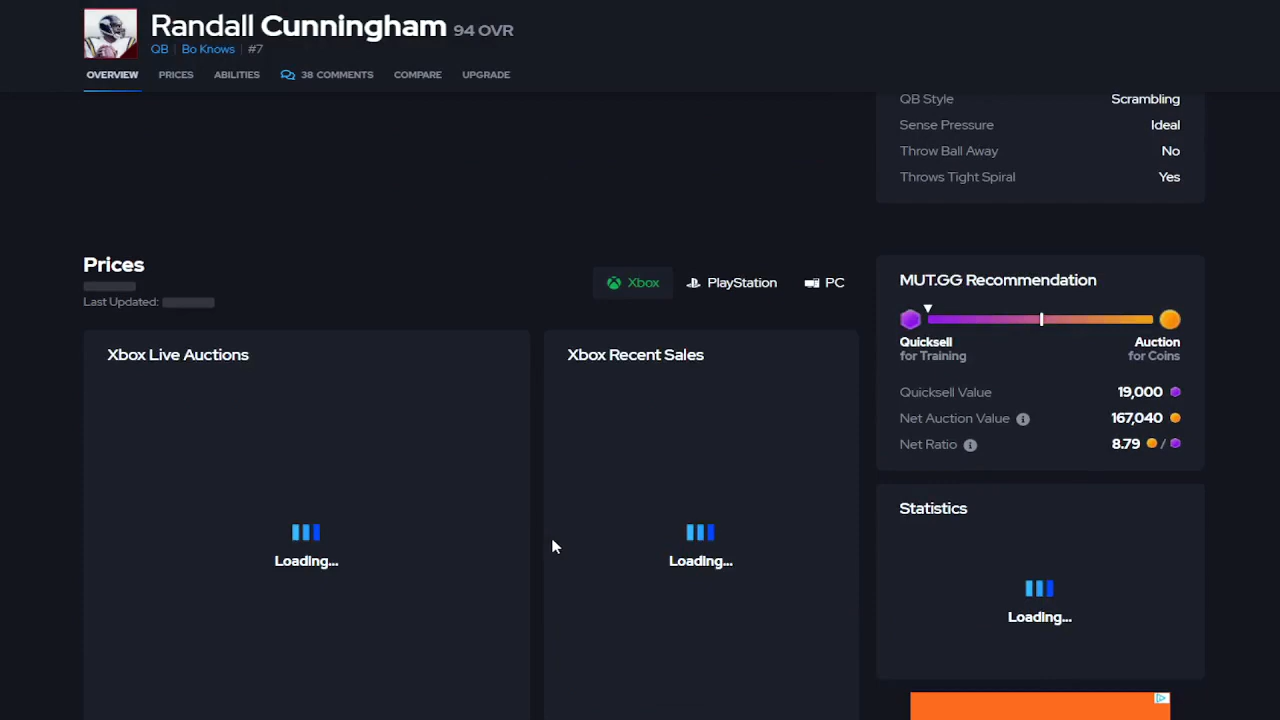 Randall Cunningham 94 OVR
QB | Bo Knows | #7
OVERVIEW PRICES ABILITIES 38 COMMENTS COMPARE UPGRADE
QB Style Scrambling
Sense Pressure Ideal
Throw Ball Away No
Throws Tight Spiral Yes
Prices
Last Updated:
Xbox PlayStation PC
Xbox Live Auctions
Loading...
Xbox Recent Sales
Loading...
MUT.GG Recommendation
Quicksell Auction
for Training for Coins
Quicksell Value 19,000
Net Auction Value 167,040
Net Ratio 8.79 /
Statistics
Loading...